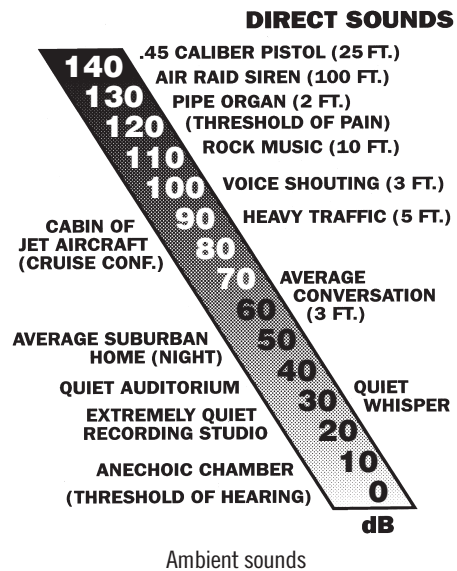 DIRECT SOUNDS
.45 CALIBER PISTOL (25 FT.)
140
AIR RAID SIREN (100 FT.)
130
PIPE ORGAN (2 FT.)
120
(THRESHOLD OF PAIN)
110
ROCK MUSIC (10 FT.)
100
VOICE SHOUTING (3 FT.)
90
HEAVY TRAFFIC (5 FT.)
CABIN OF
JET AIRCRAFT
(CRUISE CONF.)
80
70
AVERAGE
CONVERSATION
(3 FT.)
60
50
AVERAGE SUBURBAN
HOME (NIGHT)
40
QUIET AUDITORIUM
30
QUIET
WHISPER
EXTREMELY QUIET
RECORDING STUDIO
20
10
ANECHOIC CHAMBER
(THRESHOLD OF HEARING)
0
dB
Ambient sounds